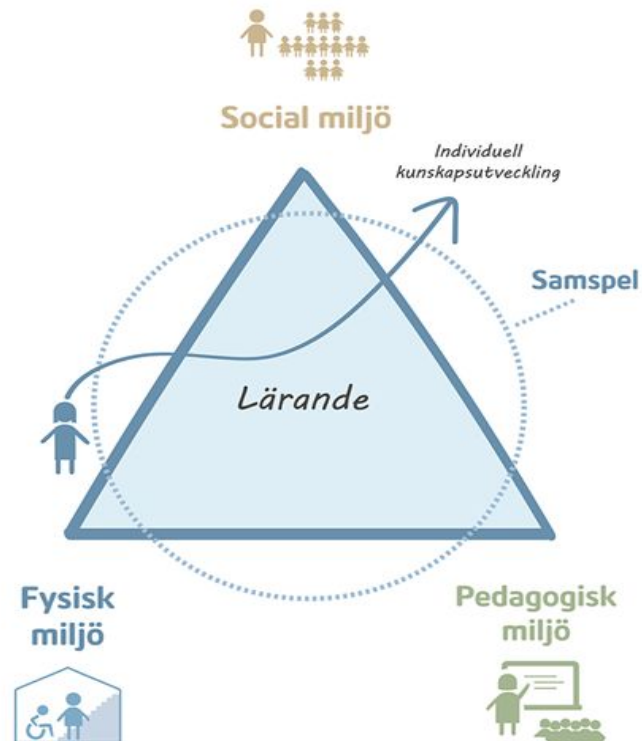 Social miljö
Individuell
kunskapsutveckling
Samspel
Lärande
Fysisk
miljö
Pedagogisk
miljö